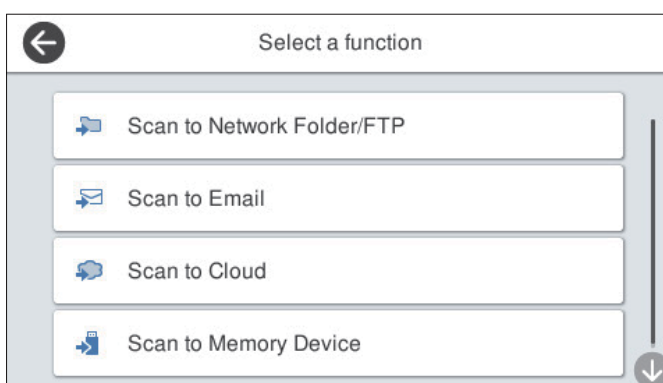 Select a function
Scan to Network Folder/FTP
Scan to Email
Scan to Cloud
Scan to Memory Device